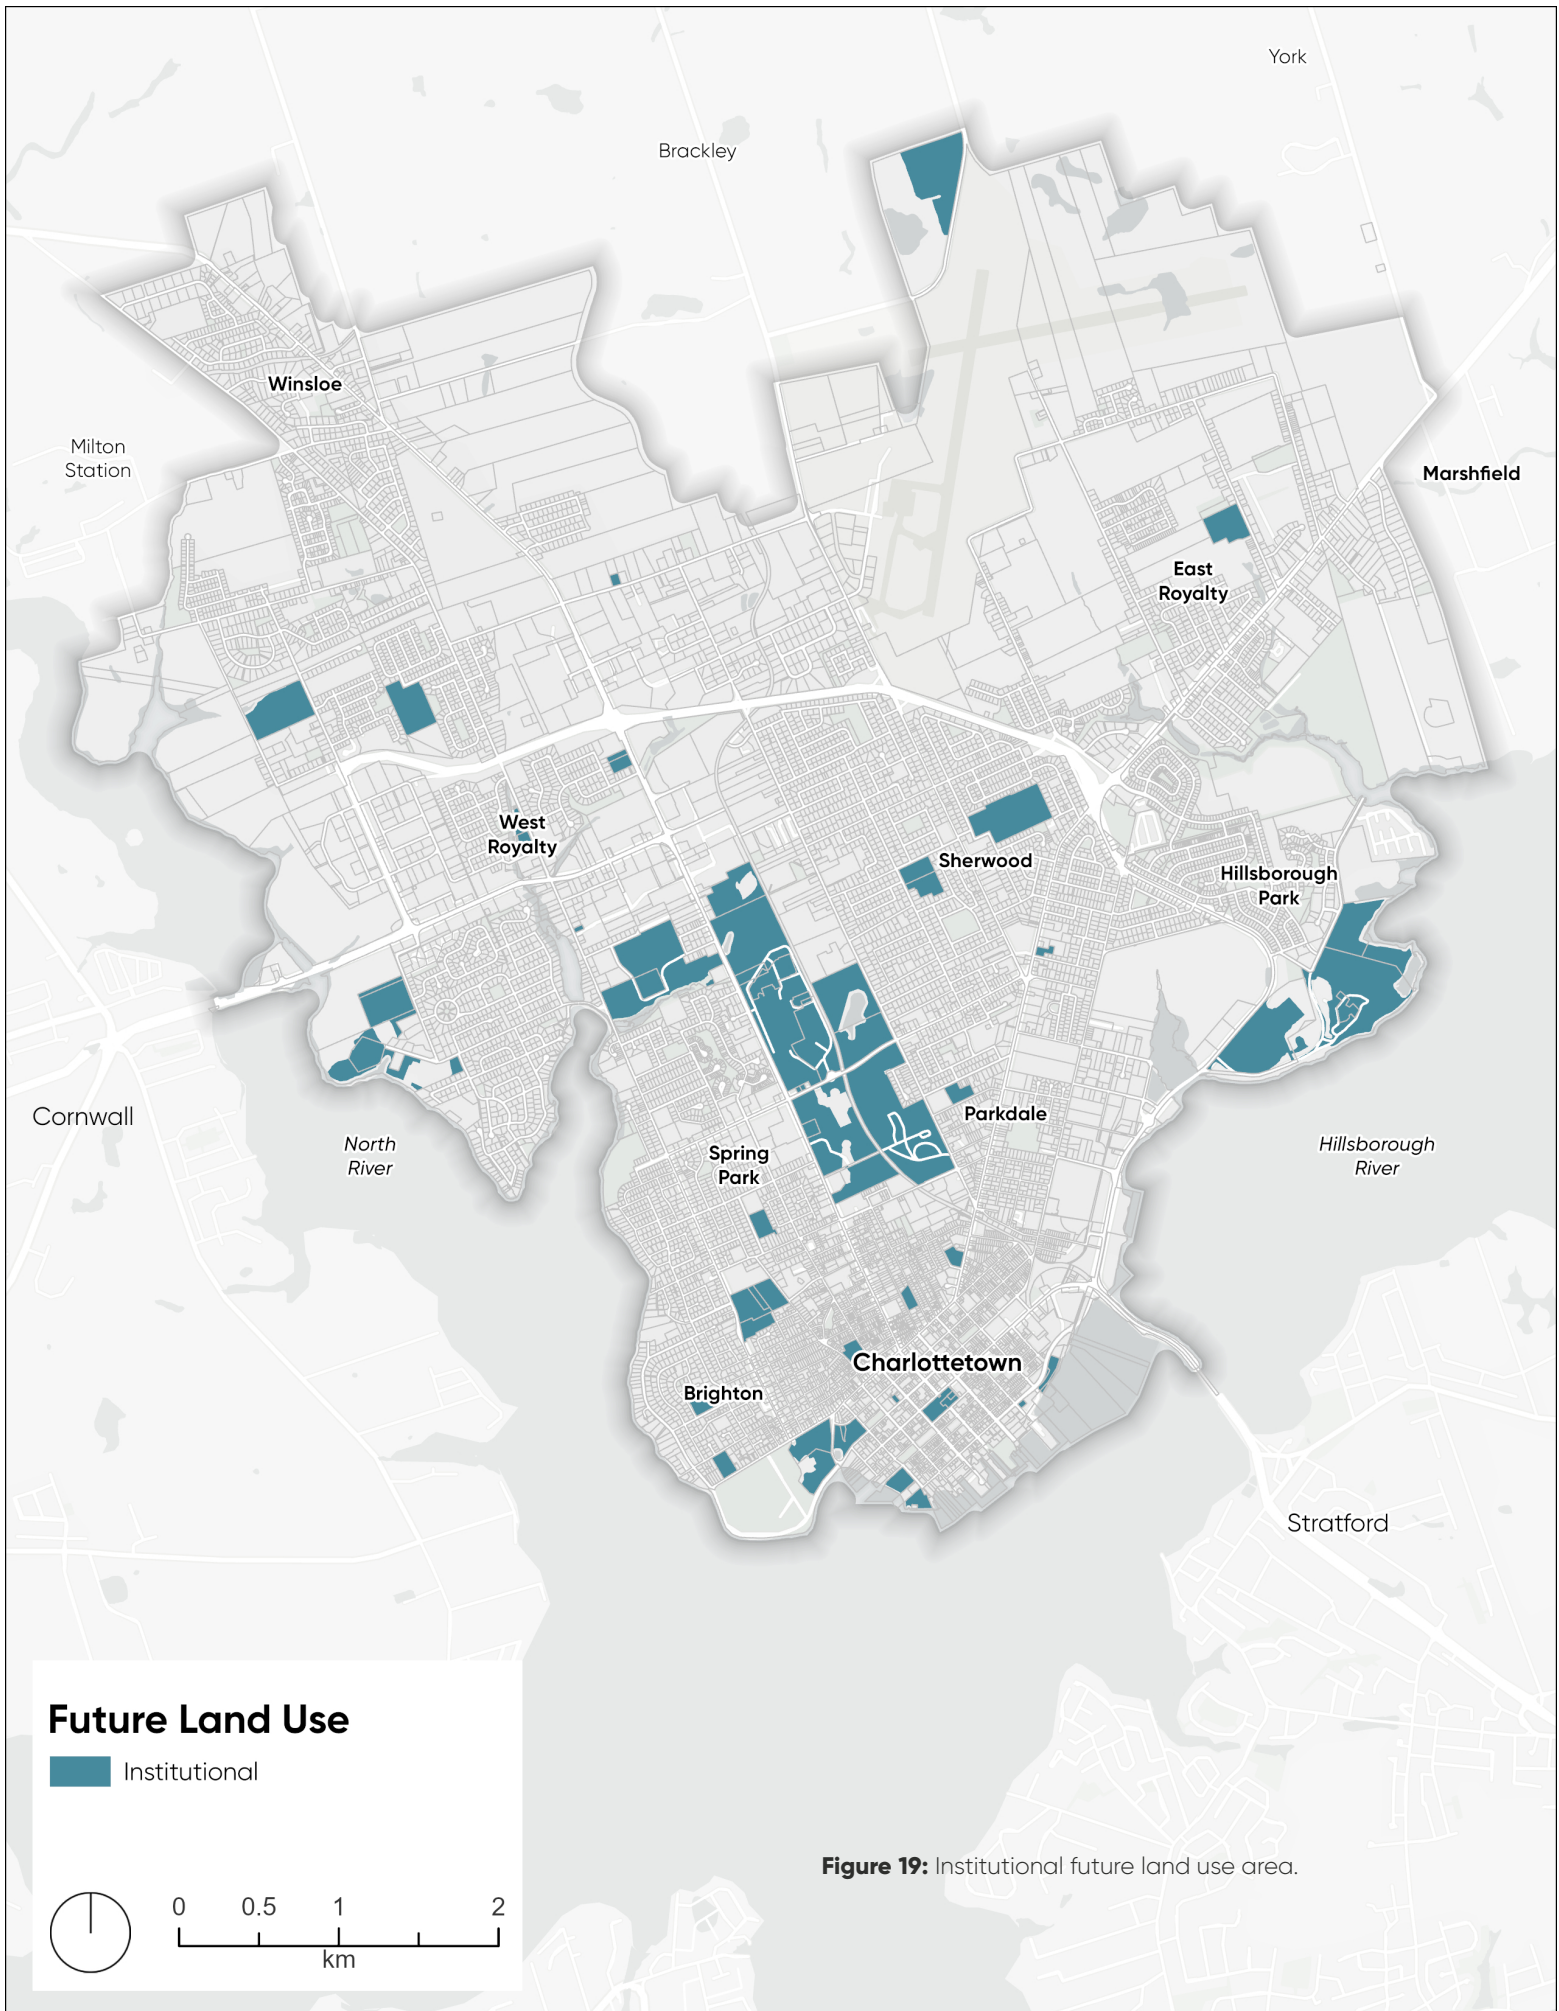 York
Brackley
Winsloe
Milton
Station
Marshfield
East
Royalty
West
Royalty
Sherwood
Hillsborough
Park
Cornwall
North
River
Parkdale
Hillsborough
River
Spring
Park
Charlottetown
Brighton
Stratford
Future Land Use
Institutional
Figure 19: Institutional future land use area.
0 0.5 1 2
km